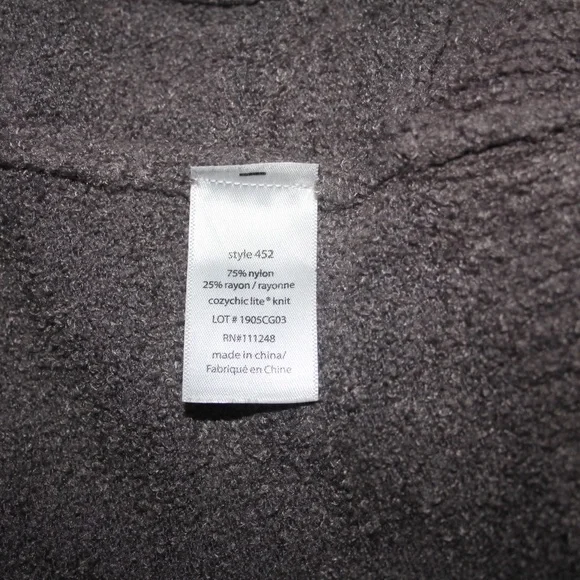 style 452
75% nylon
25% rayon / rayonne
cozychic lite® knit
LOT # 1905CG03
RN#111248
made in china/
Fabriqué en Chine